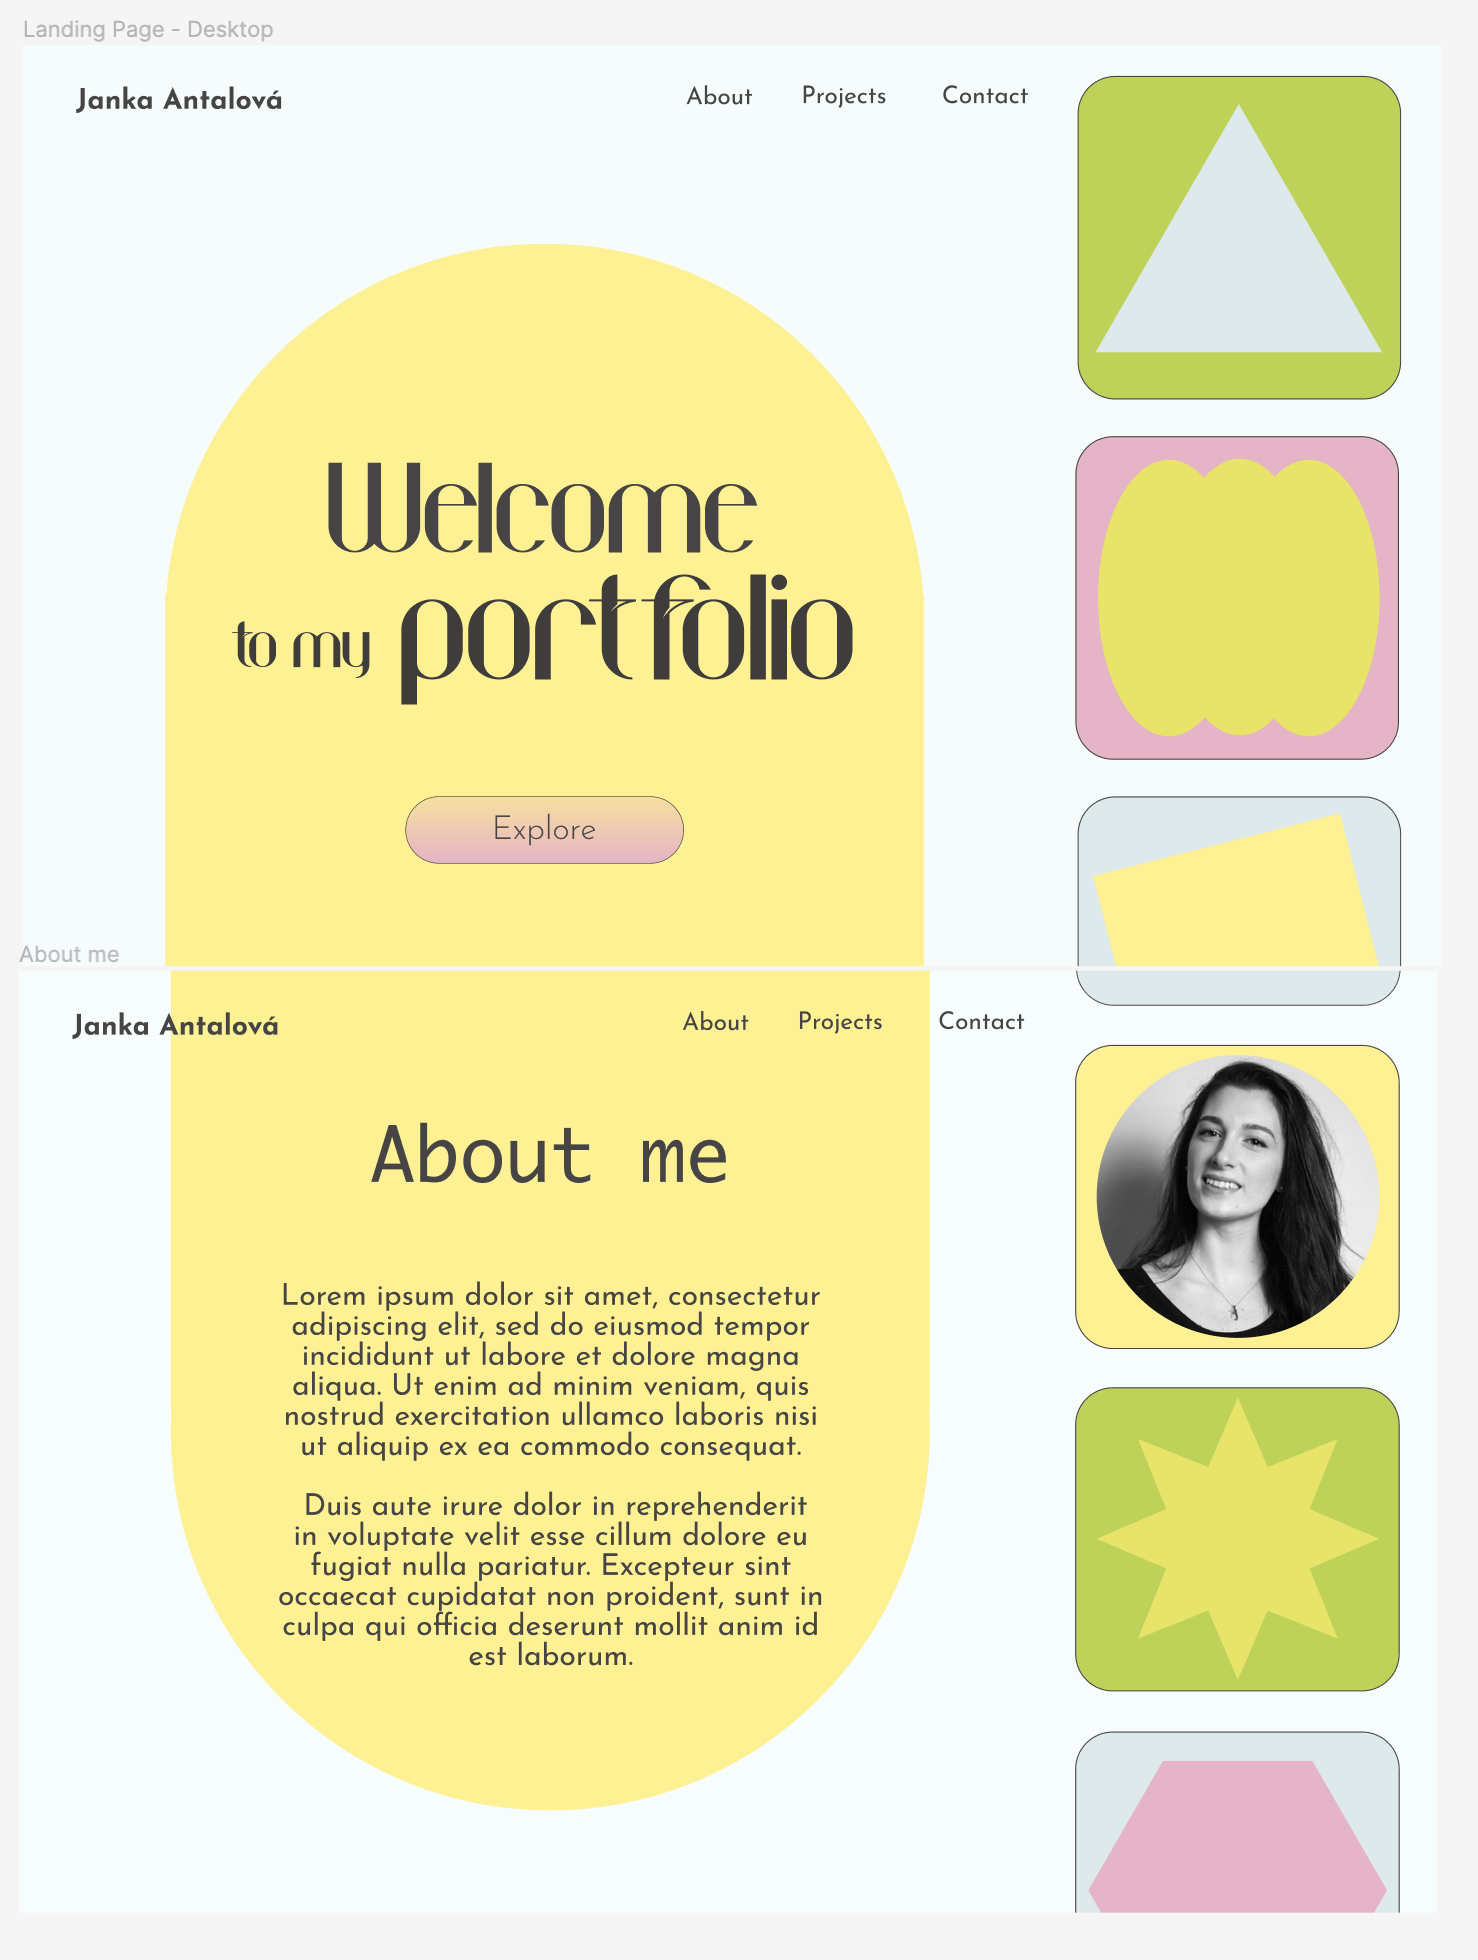 Landing Page - Desktop
Janka Antalová
About Projects Contact
Welcome
to my portfolio
Explore
About me
Janka Antalová
About Projects Contact
About me
Lorem ipsum dolor sit amet, consectetur
adipiscing elit, sed do eiusmod tempor
incididunt ut labore et dolore magna
aliqua. Ut enim ad minim veniam, quis
nostrud exercitation ullamco laboris nisi
ut aliquip ex ea commodo consequat.
Duis aute irure dolor in reprehenderit
in voluptate velit esse cillum dolore eu
fugiat nulla pariatur. Excepteur sint
occaecat cupidatat non proident, sunt in
culpa qui officia deserunt mollit anim id
est laborum.